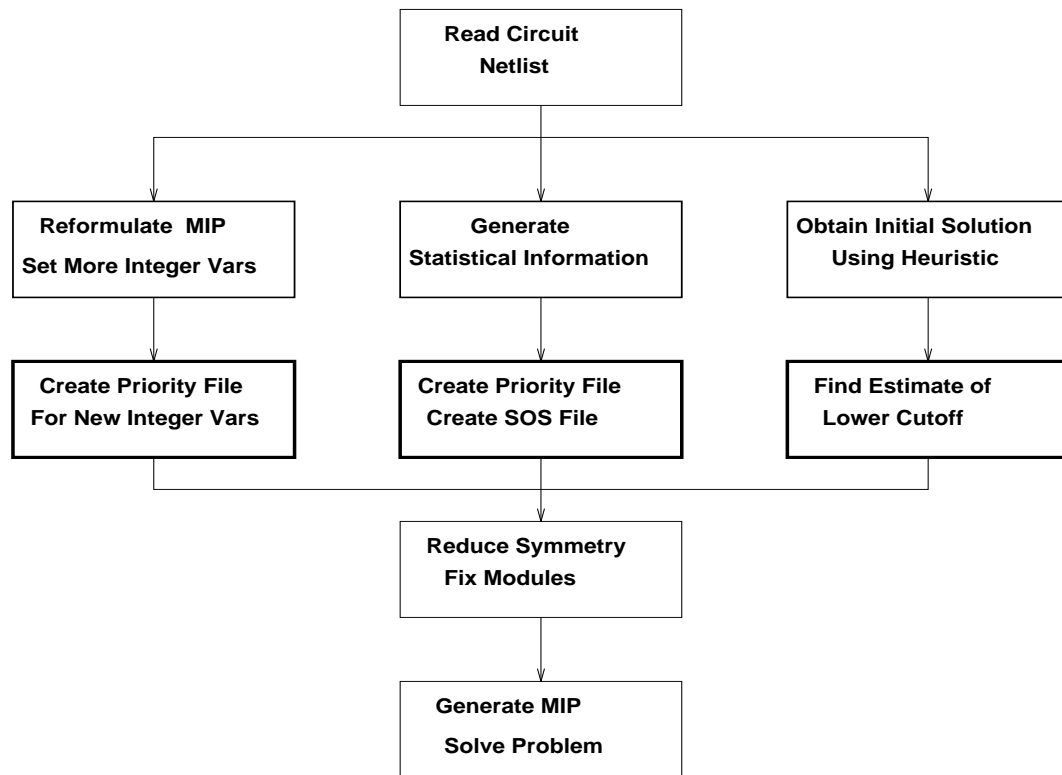 Read Circuit
Netlist
Reformulate MIP
Set More Integer Vars
Generate
Statistical Information
Obtain Initial Solution
Using Heuristic
Create Priority File
For New Integer Vars
Create Priority File
Create SOS File
Find Estimate of
Lower Cutoff
Reduce Symmetry
Fix Modules
Generate MIP
Solve Problem